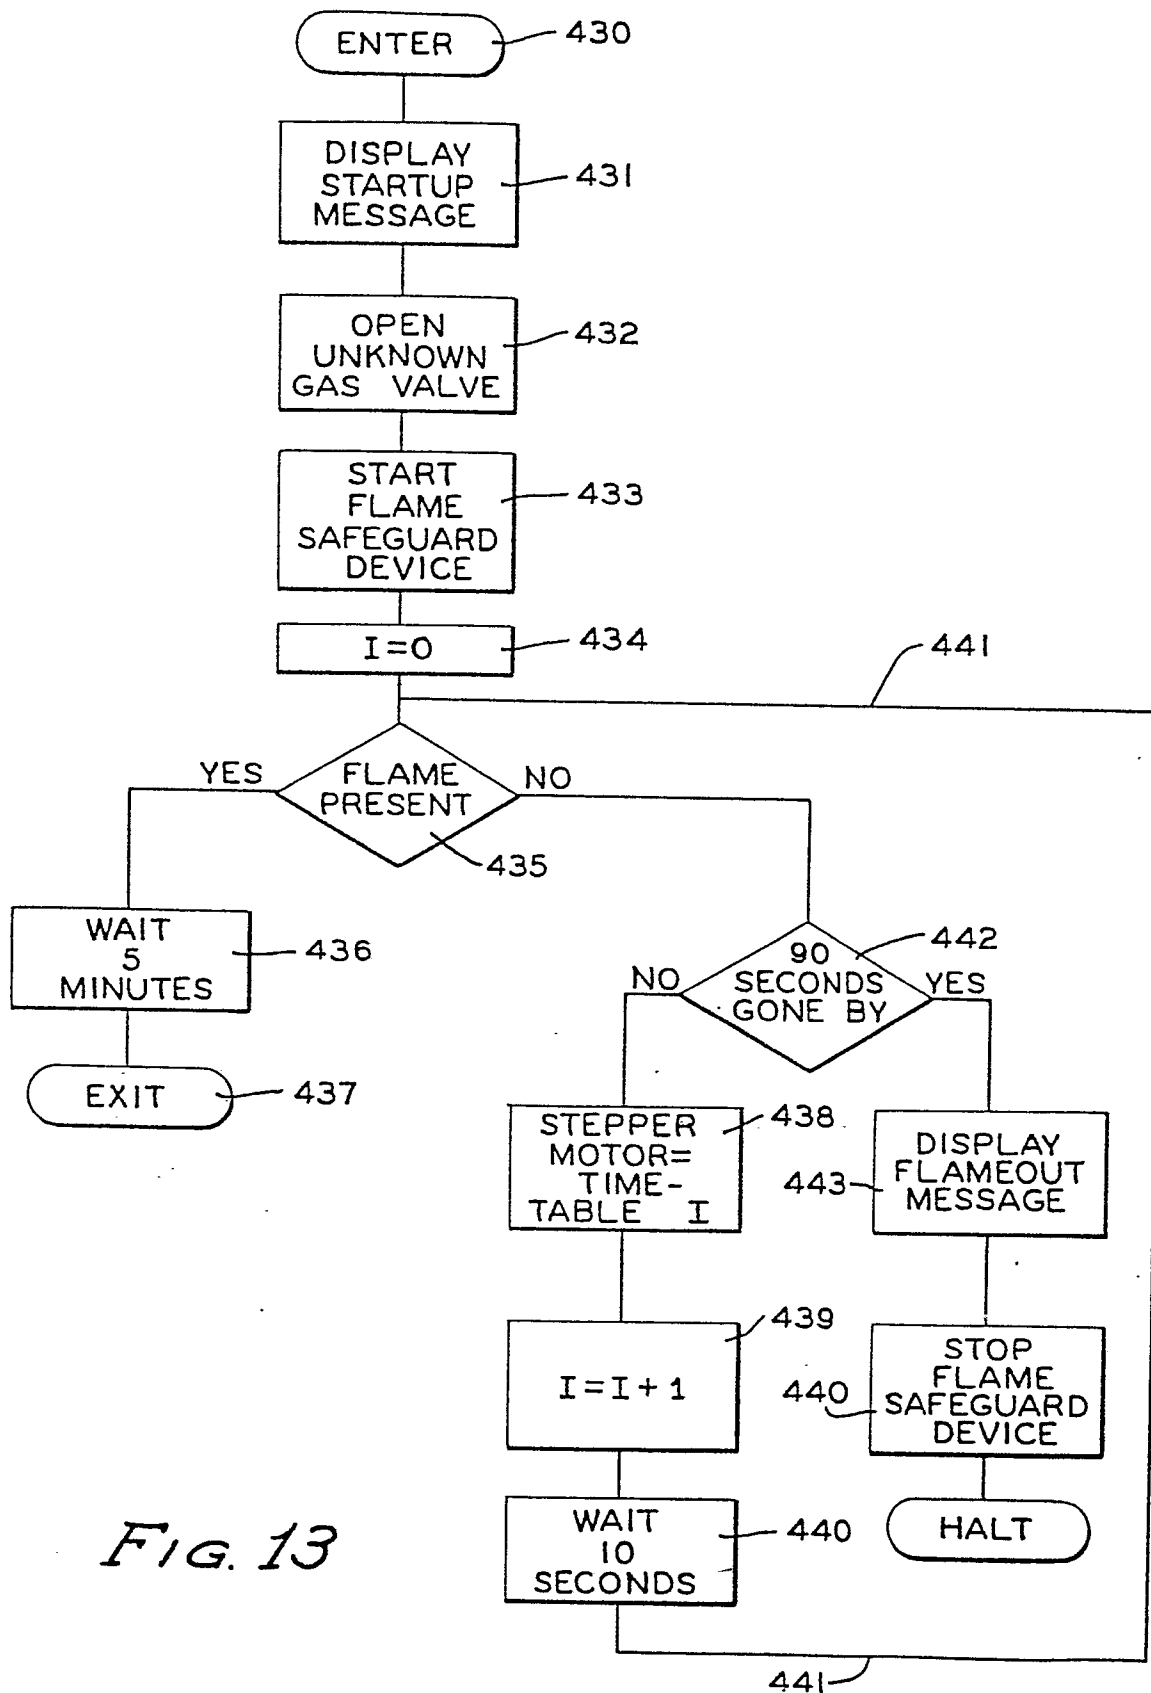 ENTER
430
DISPLAY
STARTUP
MESSAGE
431
OPEN
UNKNOWN
GAS VALVE
432
START
FLAME
SAFEGUARD
DEVICE
433
I=0
434
441
YES
FLAME
PRESENT
NO
435
WAIT
5
MINUTES
436
EXIT
437
NO
90
SECONDS
GONE BY
YES
442
STEPPER
MOTOR=
TIME-
TABLE I
438
DISPLAY
FLAMEOUT
MESSAGE
443
I=I+1
439
STOP
FLAME
SAFEGUARD
DEVICE
440
WAIT
10
SECONDS
440
HALT
441
FIG. 13